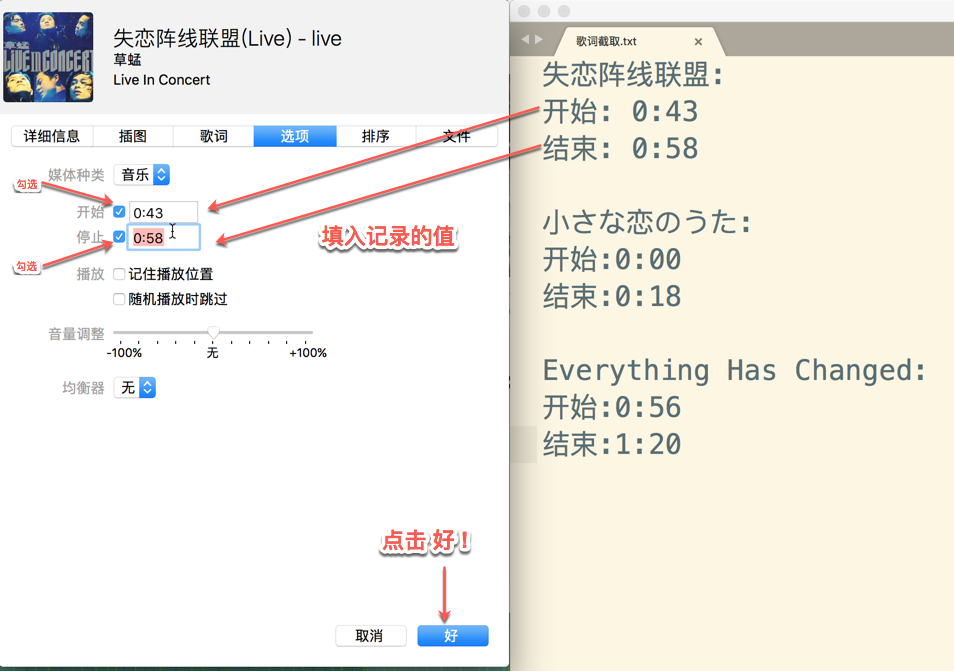 草蜢
LIVE IN CONCERT
失恋阵线联盟(Live) - live
草蜢
Live In Concert
详细信息 插图 歌词 选项 排序 文件
媒体种类 音乐
勾选
开始 0:43
停止 0:58
填入记录的值
勾选
播放 记住播放位置
随机播放时跳过
音量调整
-100% 无 +100%
均衡器 无
点击 好！
取消 好
歌词截取.txt ×
失恋阵线联盟:
开始: 0:43
结束: 0:58
小さな恋のうた:
开始:0:00
结束:0:18
Everything Has Changed:
开始:0:56
结束:1:20